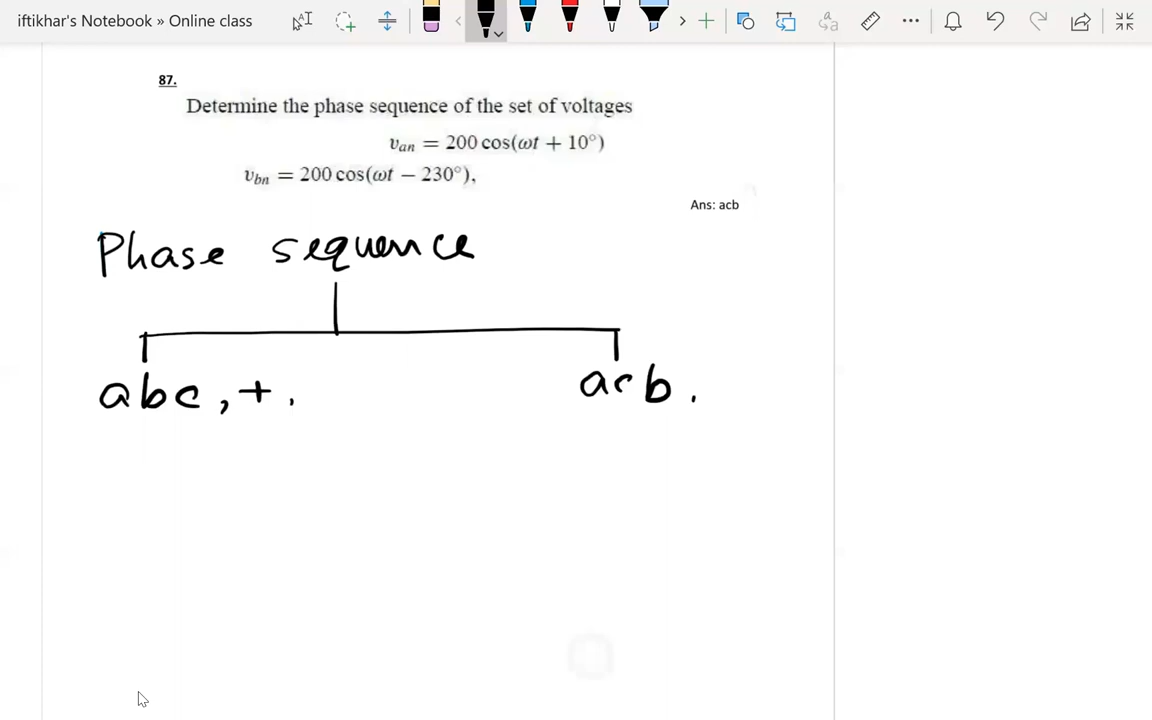 iftikhar's Notebook » Online class
87.
Determine the phase sequence of the set of voltages
v_an = 200 cos(ωt + 10°)
v_bn = 200 cos(ωt − 230°),
Ans: acb
Phase sequence
abc, +.
acb.